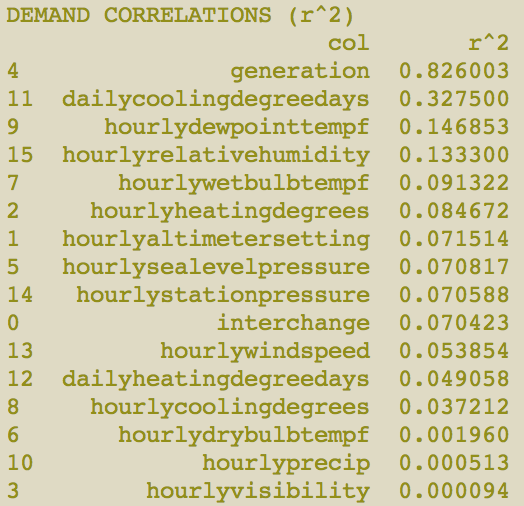 DEMAND CORRELATIONS (r^2)
col r^2
4 generation 0.826003
11 dailycoolingdegreedays 0.327500
9 hourlydewpointtempf 0.146853
15 hourlyrelativehumidity 0.133300
7 hourlywetbulbtempf 0.091322
2 hourlyheatingdegrees 0.084672
1 hourlyaltimetersetting 0.071514
5 hourlysealevelpressure 0.070817
14 hourlystationpressure 0.070588
0 interchange 0.070423
13 hourlywindspeed 0.053854
12 dailyheatingdegreedays 0.049058
8 hourlycoolingdegrees 0.037212
6 hourlydrybulbtempf 0.001960
10 hourlyprecip 0.000513
3 hourlyvisibility 0.000094